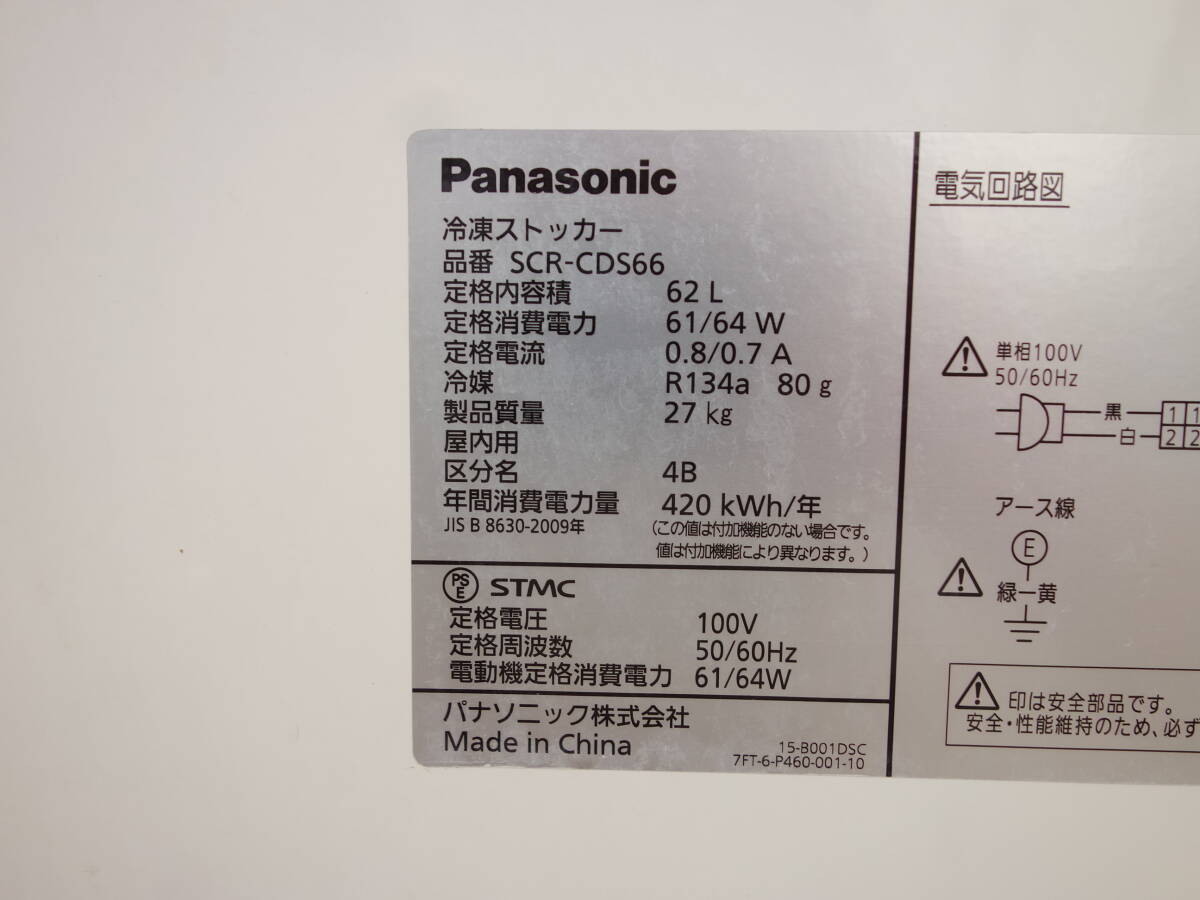 Panasonic
冷凍ストッカー
品番 SCR-CDS66
定格内容積 62 L
定格消費電力 61/64 W
定格電流 0.8/0.7 A
冷媒 R134a 80 g
製品質量 27 kg
屋内用
区分名 4B
年間消費電力量 420 kWh/年
JIS B 8630-2009年 (この値は付加機能のない場合です。
値は付加機能により異なります。)
PS
E
STMC
定格電圧 100V
定格周波数 50/60Hz
電動機定格消費電力 61/64W
パナソニック株式会社
Made in China
15-B001DSC
7FT-6-P460-001-10
電気回路図
単相100V
50/60Hz
黒 1 1
白 2 2
アース線
E
緑ー黄
印は安全部品です。
安全・性能維持のため、必ず